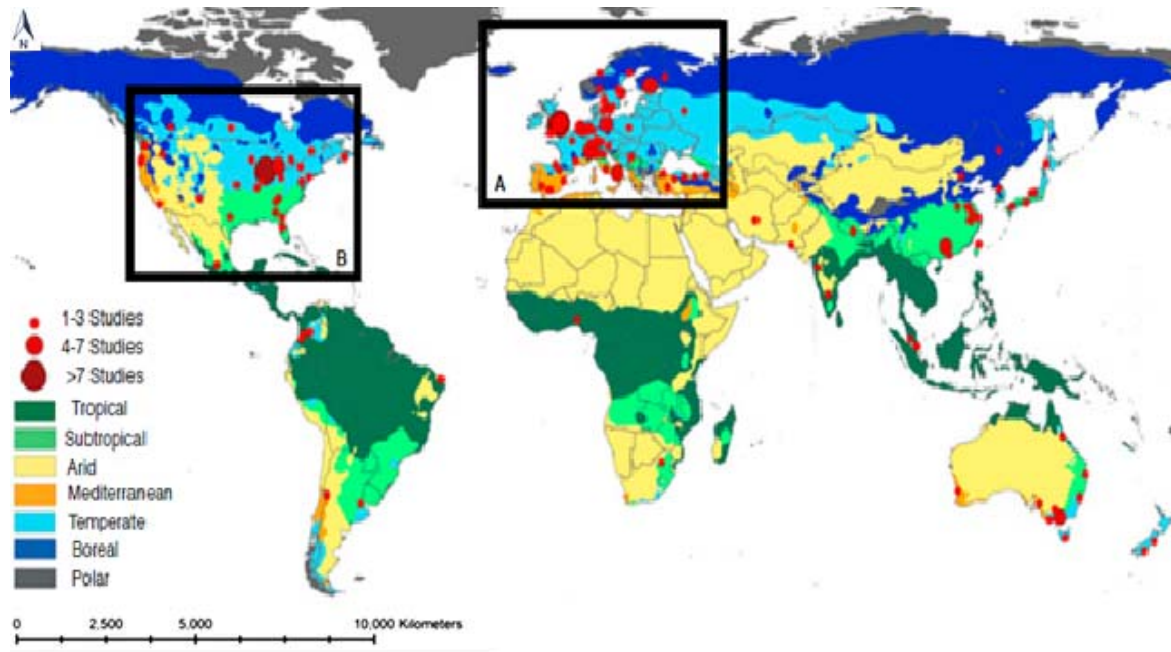 N
A
B
1-3 Studies
4-7 Studies
>7 Studies
Tropical
Subtropical
Arid
Mediterranean
Temperate
Boreal
Polar
0 2,500 5,000 10,000 Kilometers